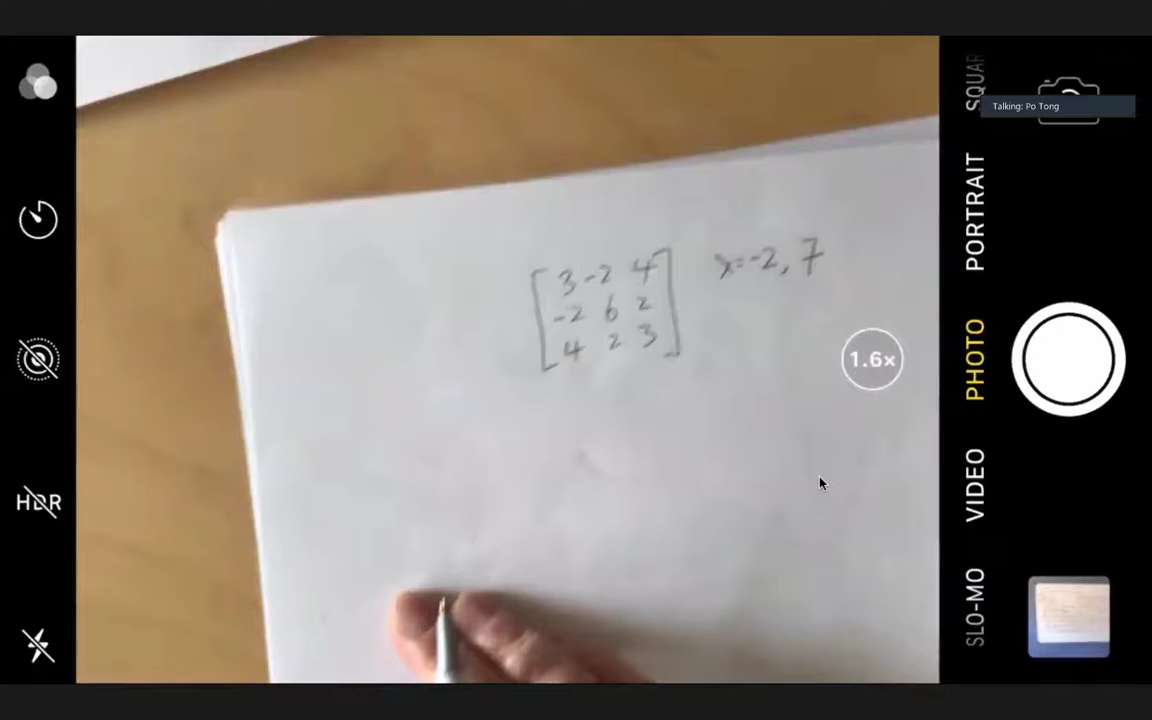 SQUAR
Talking: Po Tong
PORTRAIT
PHOTO
VIDEO
SLO-MO
HDR
1.6×
3 -2 4
-2 6 2
4 2 3
λ=-2, 7